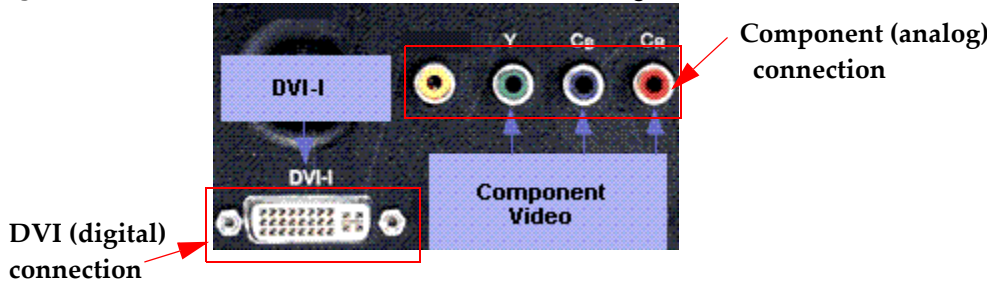 Y CB CR
Component (analog)
connection
DVI-I
DVI-I
Component
Video
DVI (digital)
connection